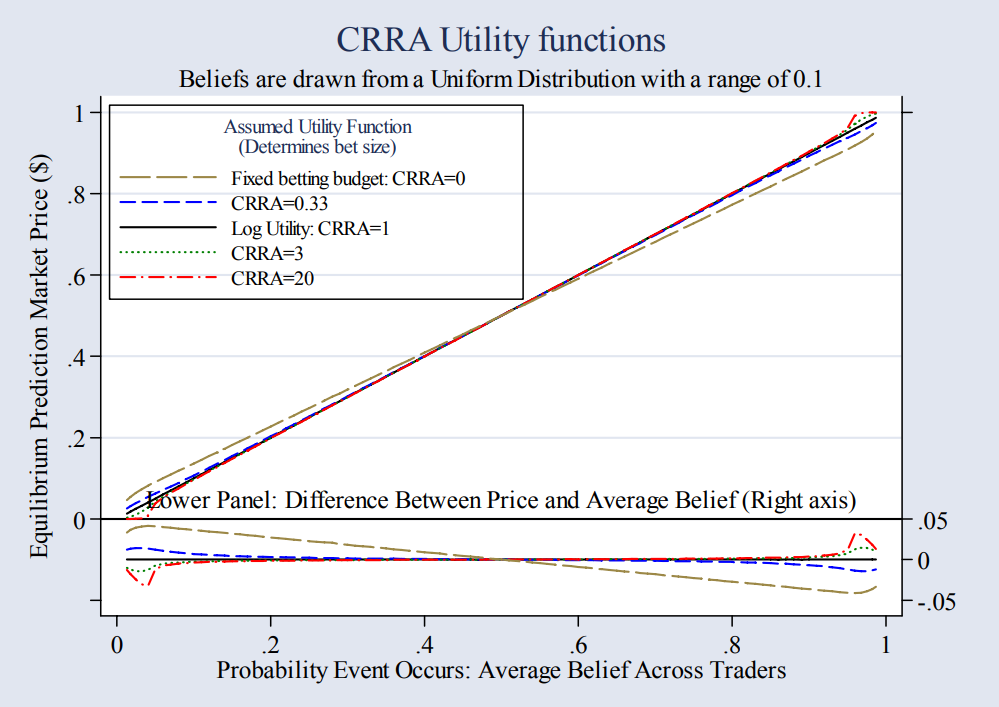 CRRA Utility functions
Beliefs are drawn from a Uniform Distribution with a range of 0.1
Assumed Utility Function
(Determines bet size)
Fixed betting budget: CRRA=0
CRRA=0.33
Log Utility: CRRA=1
CRRA=3
CRRA=20
Equilibrium Prediction Market Price ($)
1
.8
.6
.4
.2
0
Lower Panel: Difference Between Price and Average Belief (Right axis)
.05
0
-.05
0 .2 .4 .6 .8 1
Probability Event Occurs: Average Belief Across Traders